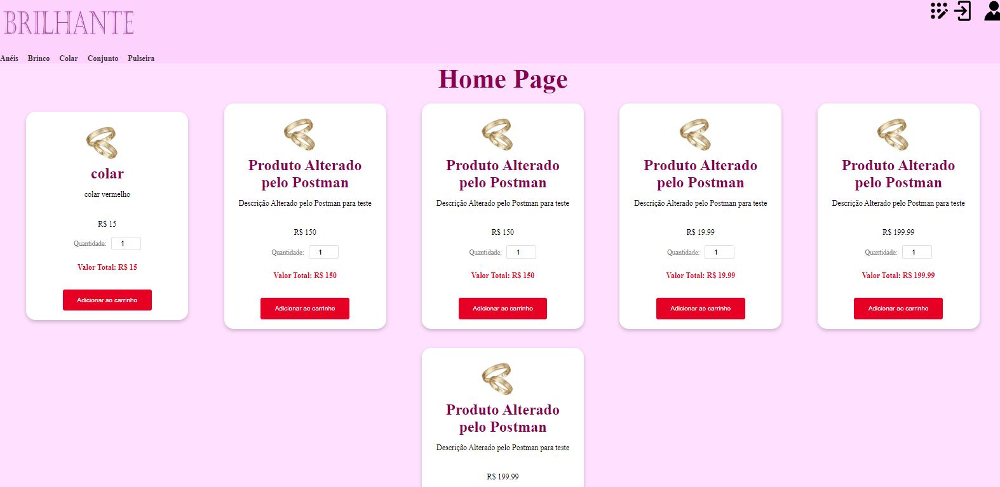 BRILHANTE
Anéis Brinco Colar Conjunto Pulseira
Home Page
colar
colar vermelho
R$ 15
Quantidade: 1
Valor Total: R$ 15
Adicionar ao carrinho
Produto Alterado
pelo Postman
Descrição Alterado pelo Postman para teste
R$ 150
Quantidade: 1
Valor Total: R$ 150
Adicionar ao carrinho
Produto Alterado
pelo Postman
Descrição Alterado pelo Postman para teste
R$ 150
Quantidade: 1
Valor Total: R$ 150
Adicionar ao carrinho
Produto Alterado
pelo Postman
Descrição Alterado pelo Postman para teste
R$ 19.99
Quantidade: 1
Valor Total: R$ 19.99
Adicionar ao carrinho
Produto Alterado
pelo Postman
Descrição Alterado pelo Postman para teste
R$ 199.99
Quantidade: 1
Valor Total: R$ 199.99
Adicionar ao carrinho
Produto Alterado
pelo Postman
Descrição Alterado pelo Postman para teste
R$ 199.99